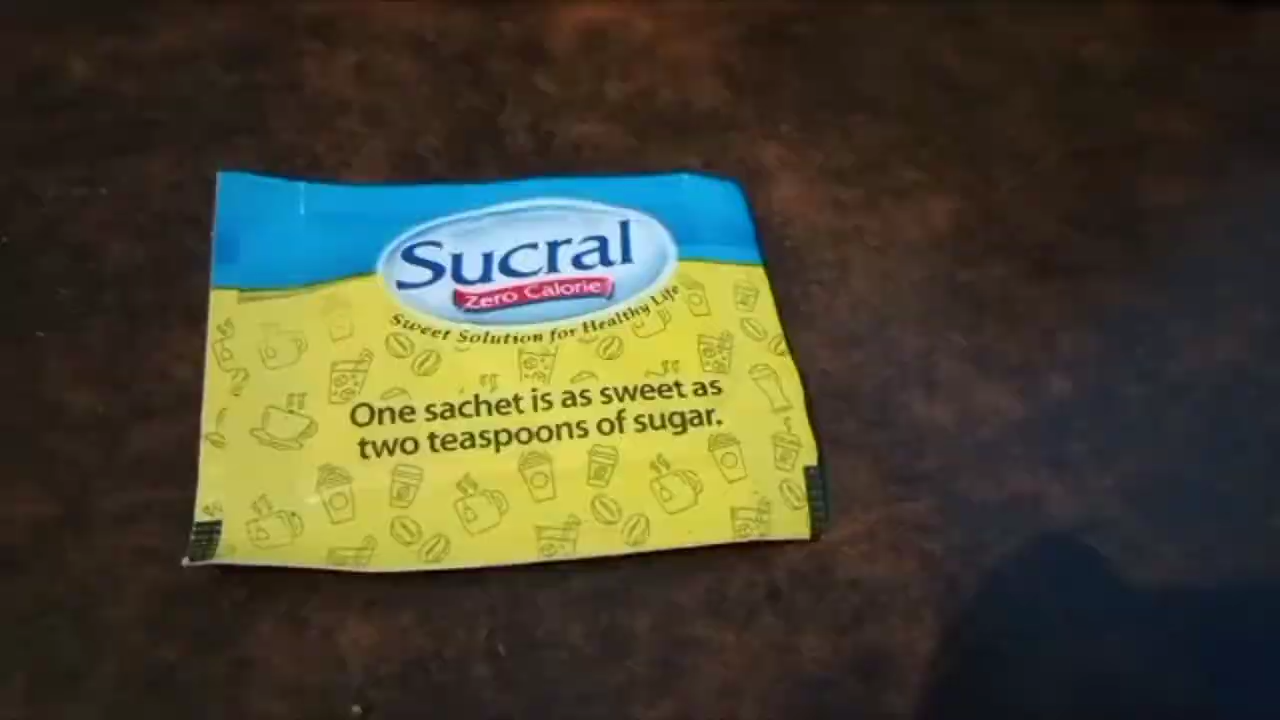 Sucral
Zero Calorie
Sweet Solution for Healthy Life
One sachet is as sweet as
two teaspoons of sugar.